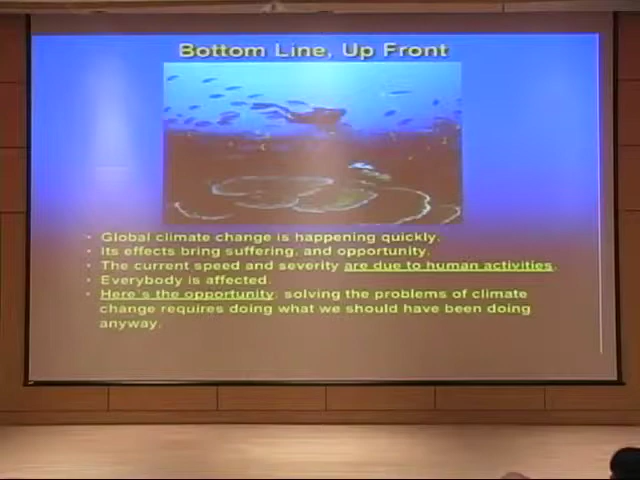 Bottom Line, Up Front
• Global climate change is happening quickly.
• Its effects bring suffering, and opportunity.
• The current speed and severity are due to human activities.
• Everybody is affected.
• Here's the opportunity: solving the problems of climate
change requires doing what we should have been doing
anyway.